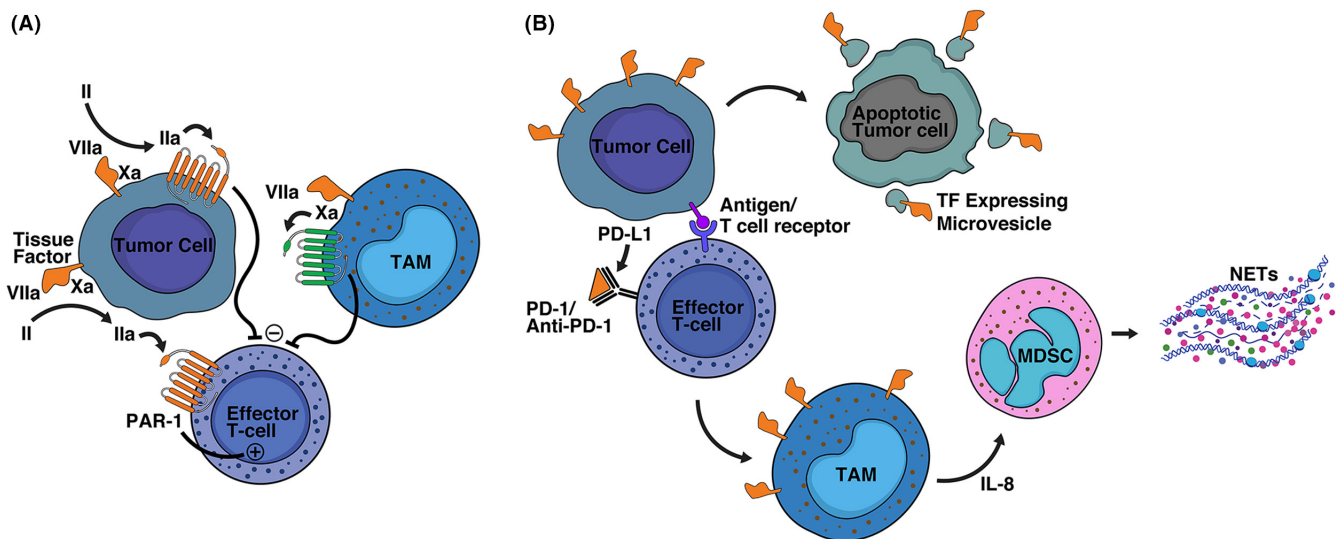 (A)
II
IIa
VIIa
Xa
Tumor Cell
Tissue
Factor
Xa
VIIa
II
IIa
PAR-1
VIIa
Xa
TAM
−
Effector
T-cell
+
(B)
Tumor Cell
Apoptotic
Tumor cell
TF Expressing
Microvesicle
Antigen/
T cell receptor
PD-L1
PD-1/
Anti-PD-1
Effector
T-cell
TAM
IL-8
MDSC
NETs